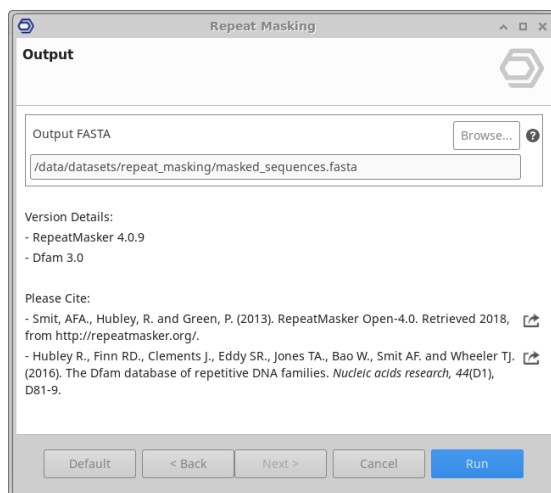 Repeat Masking
Output
Output FASTA
Browse...
/data/datasets/repeat_masking/masked_sequences.fasta
Version Details:
- RepeatMasker 4.0.9
- Dfam 3.0
Please Cite:
- Smit, AFA., Hubley, R. and Green, P. (2013). RepeatMasker Open-4.0. Retrieved 2018,
from http://repeatmasker.org/.
- Hubley R., Finn RD., Clements J., Eddy SR., Jones TA., Bao W., Smit AF. and Wheeler TJ.
(2016). The Dfam database of repetitive DNA families. Nucleic acids research, 44(D1),
D81-9.
Default
< Back
Next >
Cancel
Run